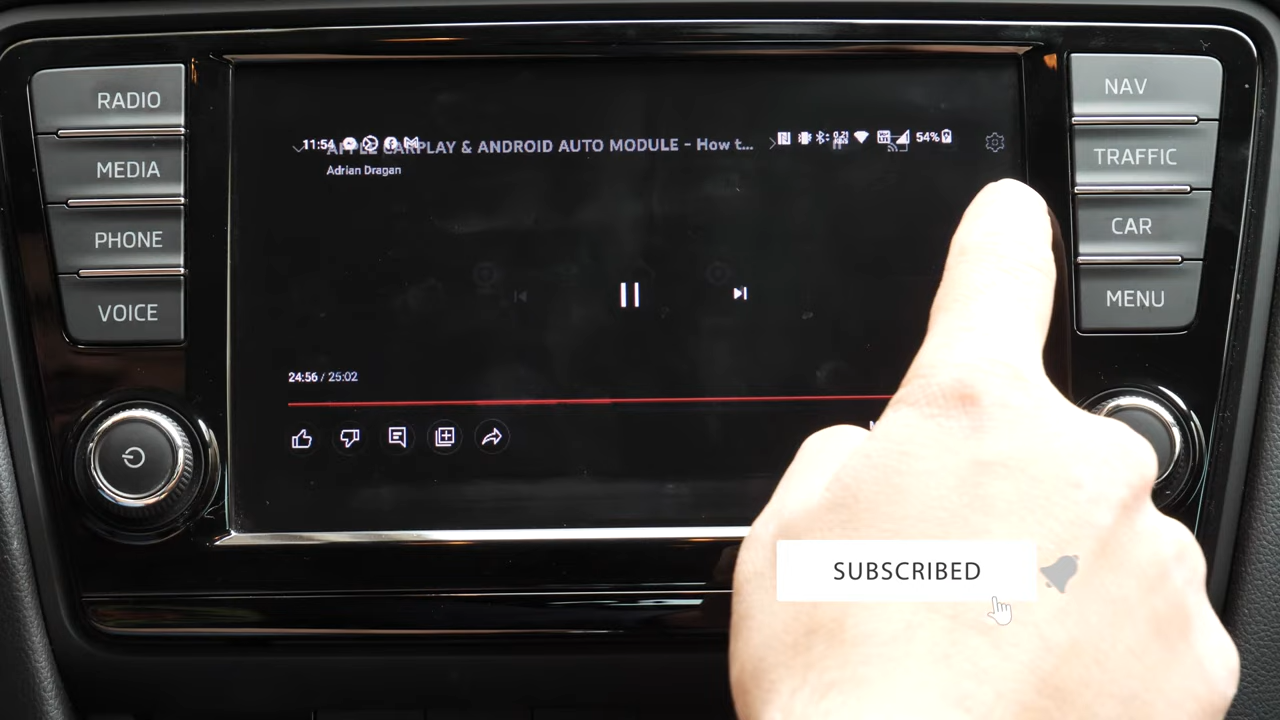 RADIO
MEDIA
PHONE
VOICE
11:54
54%
APPLE CARPLAY & ANDROID AUTO MODULE - How t...
Adrian Dragan
24:56 / 25:02
NAV
TRAFFIC
CAR
MENU
SUBSCRIBED